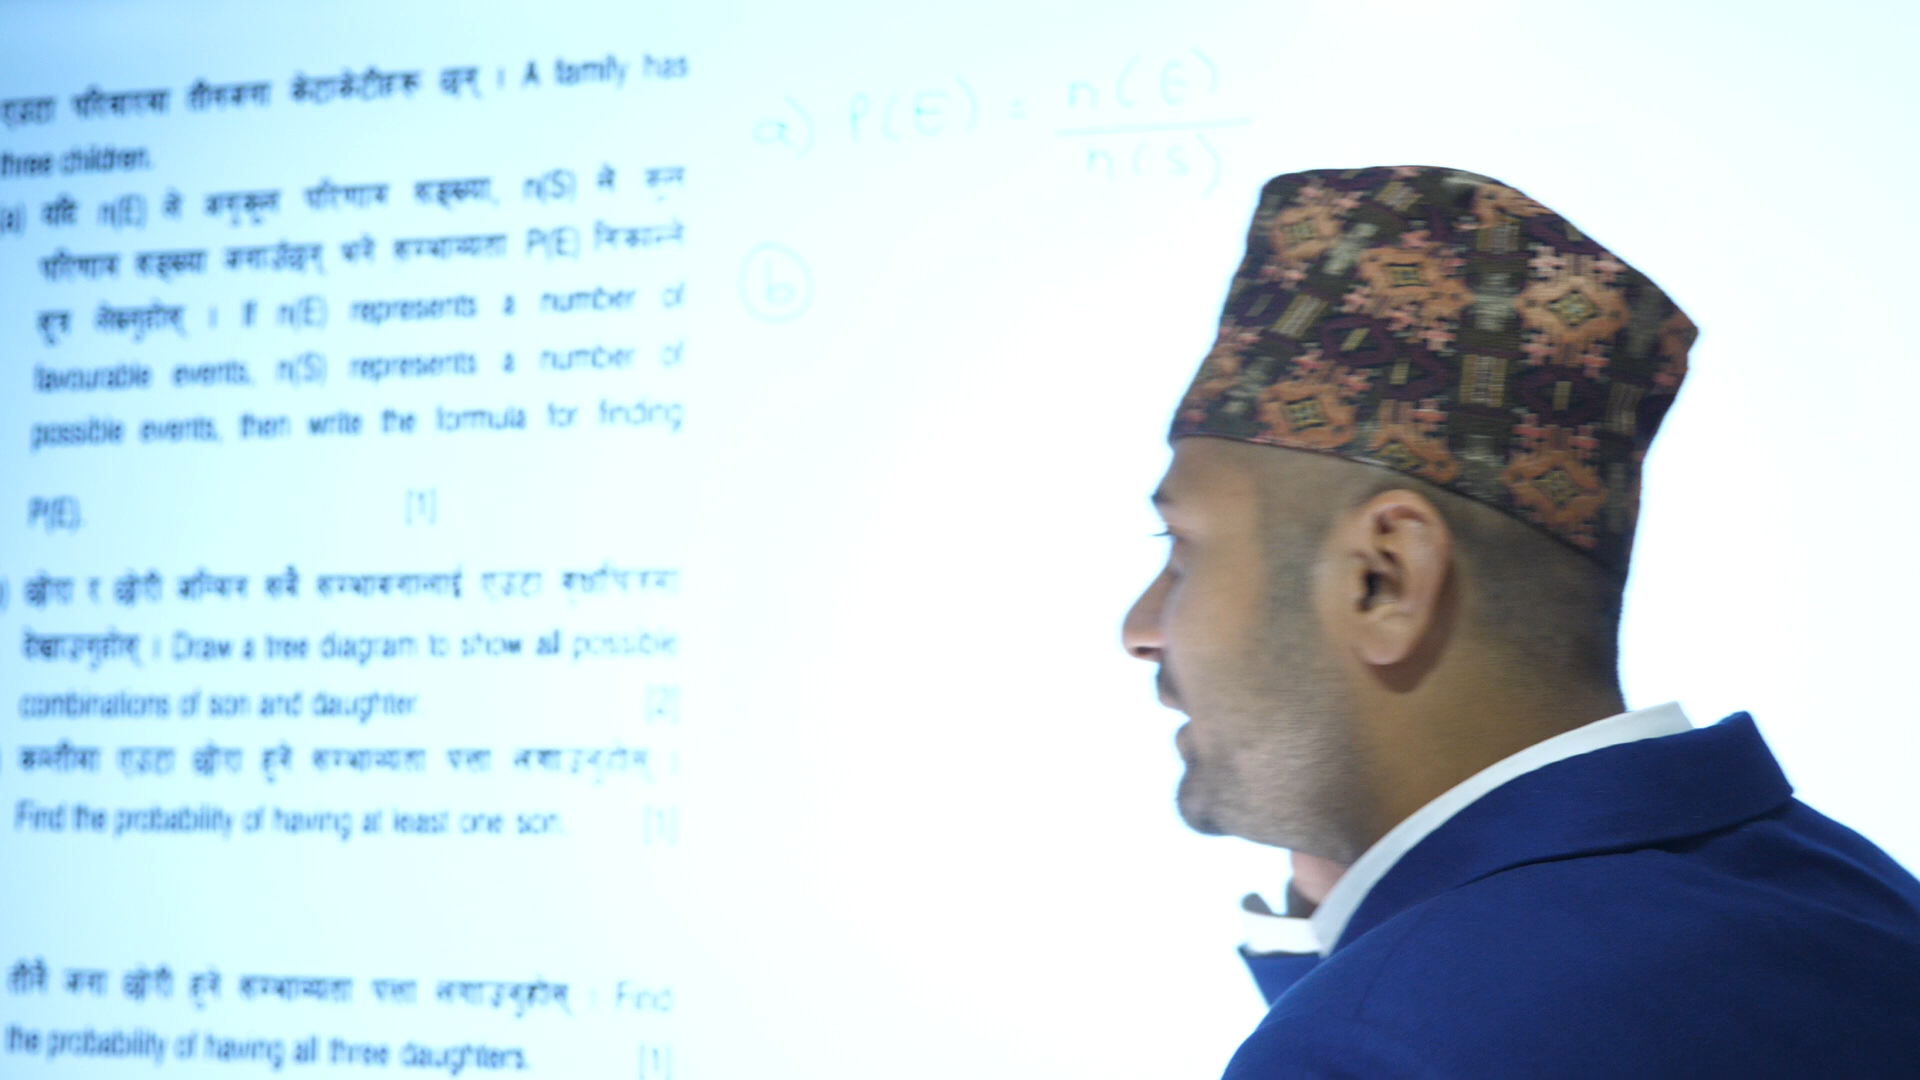 एउटा परिवारमा तीनजना केटाकेटीहरू छन् । A family has
three children.
(a) यदि n(E) ले अनुकूल परिणाम सङ्ख्या, n(S) ले कुल
परिणाम सङ्ख्या जनाउँछन् भने सम्भाव्यता P(E) निकाल्ने
सूत्र लेख्नुहोस् । If n(E) represents a number of
favourable events, n(S) represents a number of
possible events, then write the formula for finding
P(E). [1]
) छोरा र छोरी जन्मिने सबै सम्भावनालाई एउटा वृक्षचित्रमा
देखाउनुहोस् । Draw a tree diagram to show all possible
combinations of son and daughter. [2]
कम्तीमा एउटा छोरा हुने सम्भाव्यता पत्ता लगाउनुहोस् ।
Find the probability of having at least one son. [1]
तीनै जना छोरी हुने सम्भाव्यता पत्ता लगाउनुहोस् । Find
the probability of having all three daughters. [1]
a) P(E) = n(E)
n(S)
b